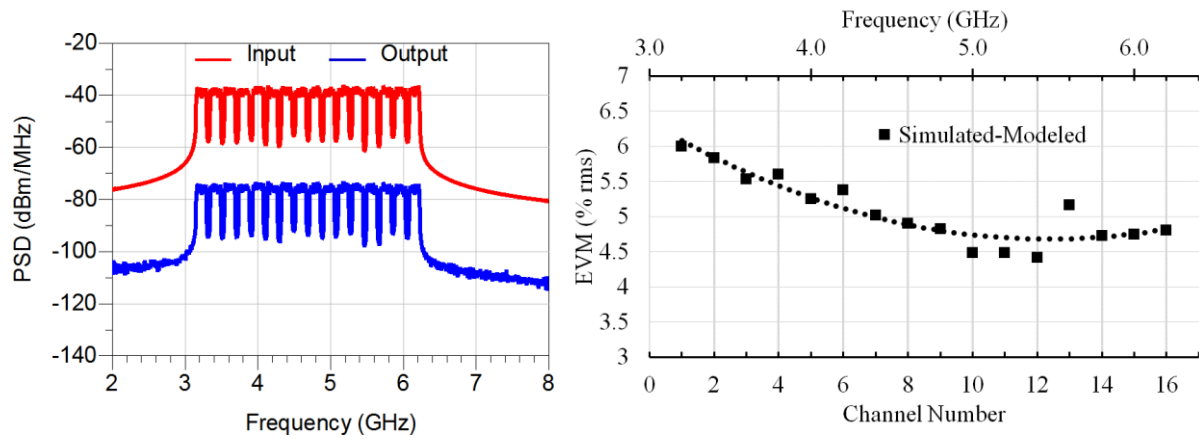 Input Output
PSD (dBm/MHz)
-20
-40
-60
-80
-100
-120
-140
2 3 4 5 6 7 8
Frequency (GHz)
Frequency (GHz)
3.0 4.0 5.0 6.0
EVM (% rms)
7
6.5
6
5.5
5
4.5
4
3.5
3
Simulated-Modeled
0 2 4 6 8 10 12 14 16
Channel Number